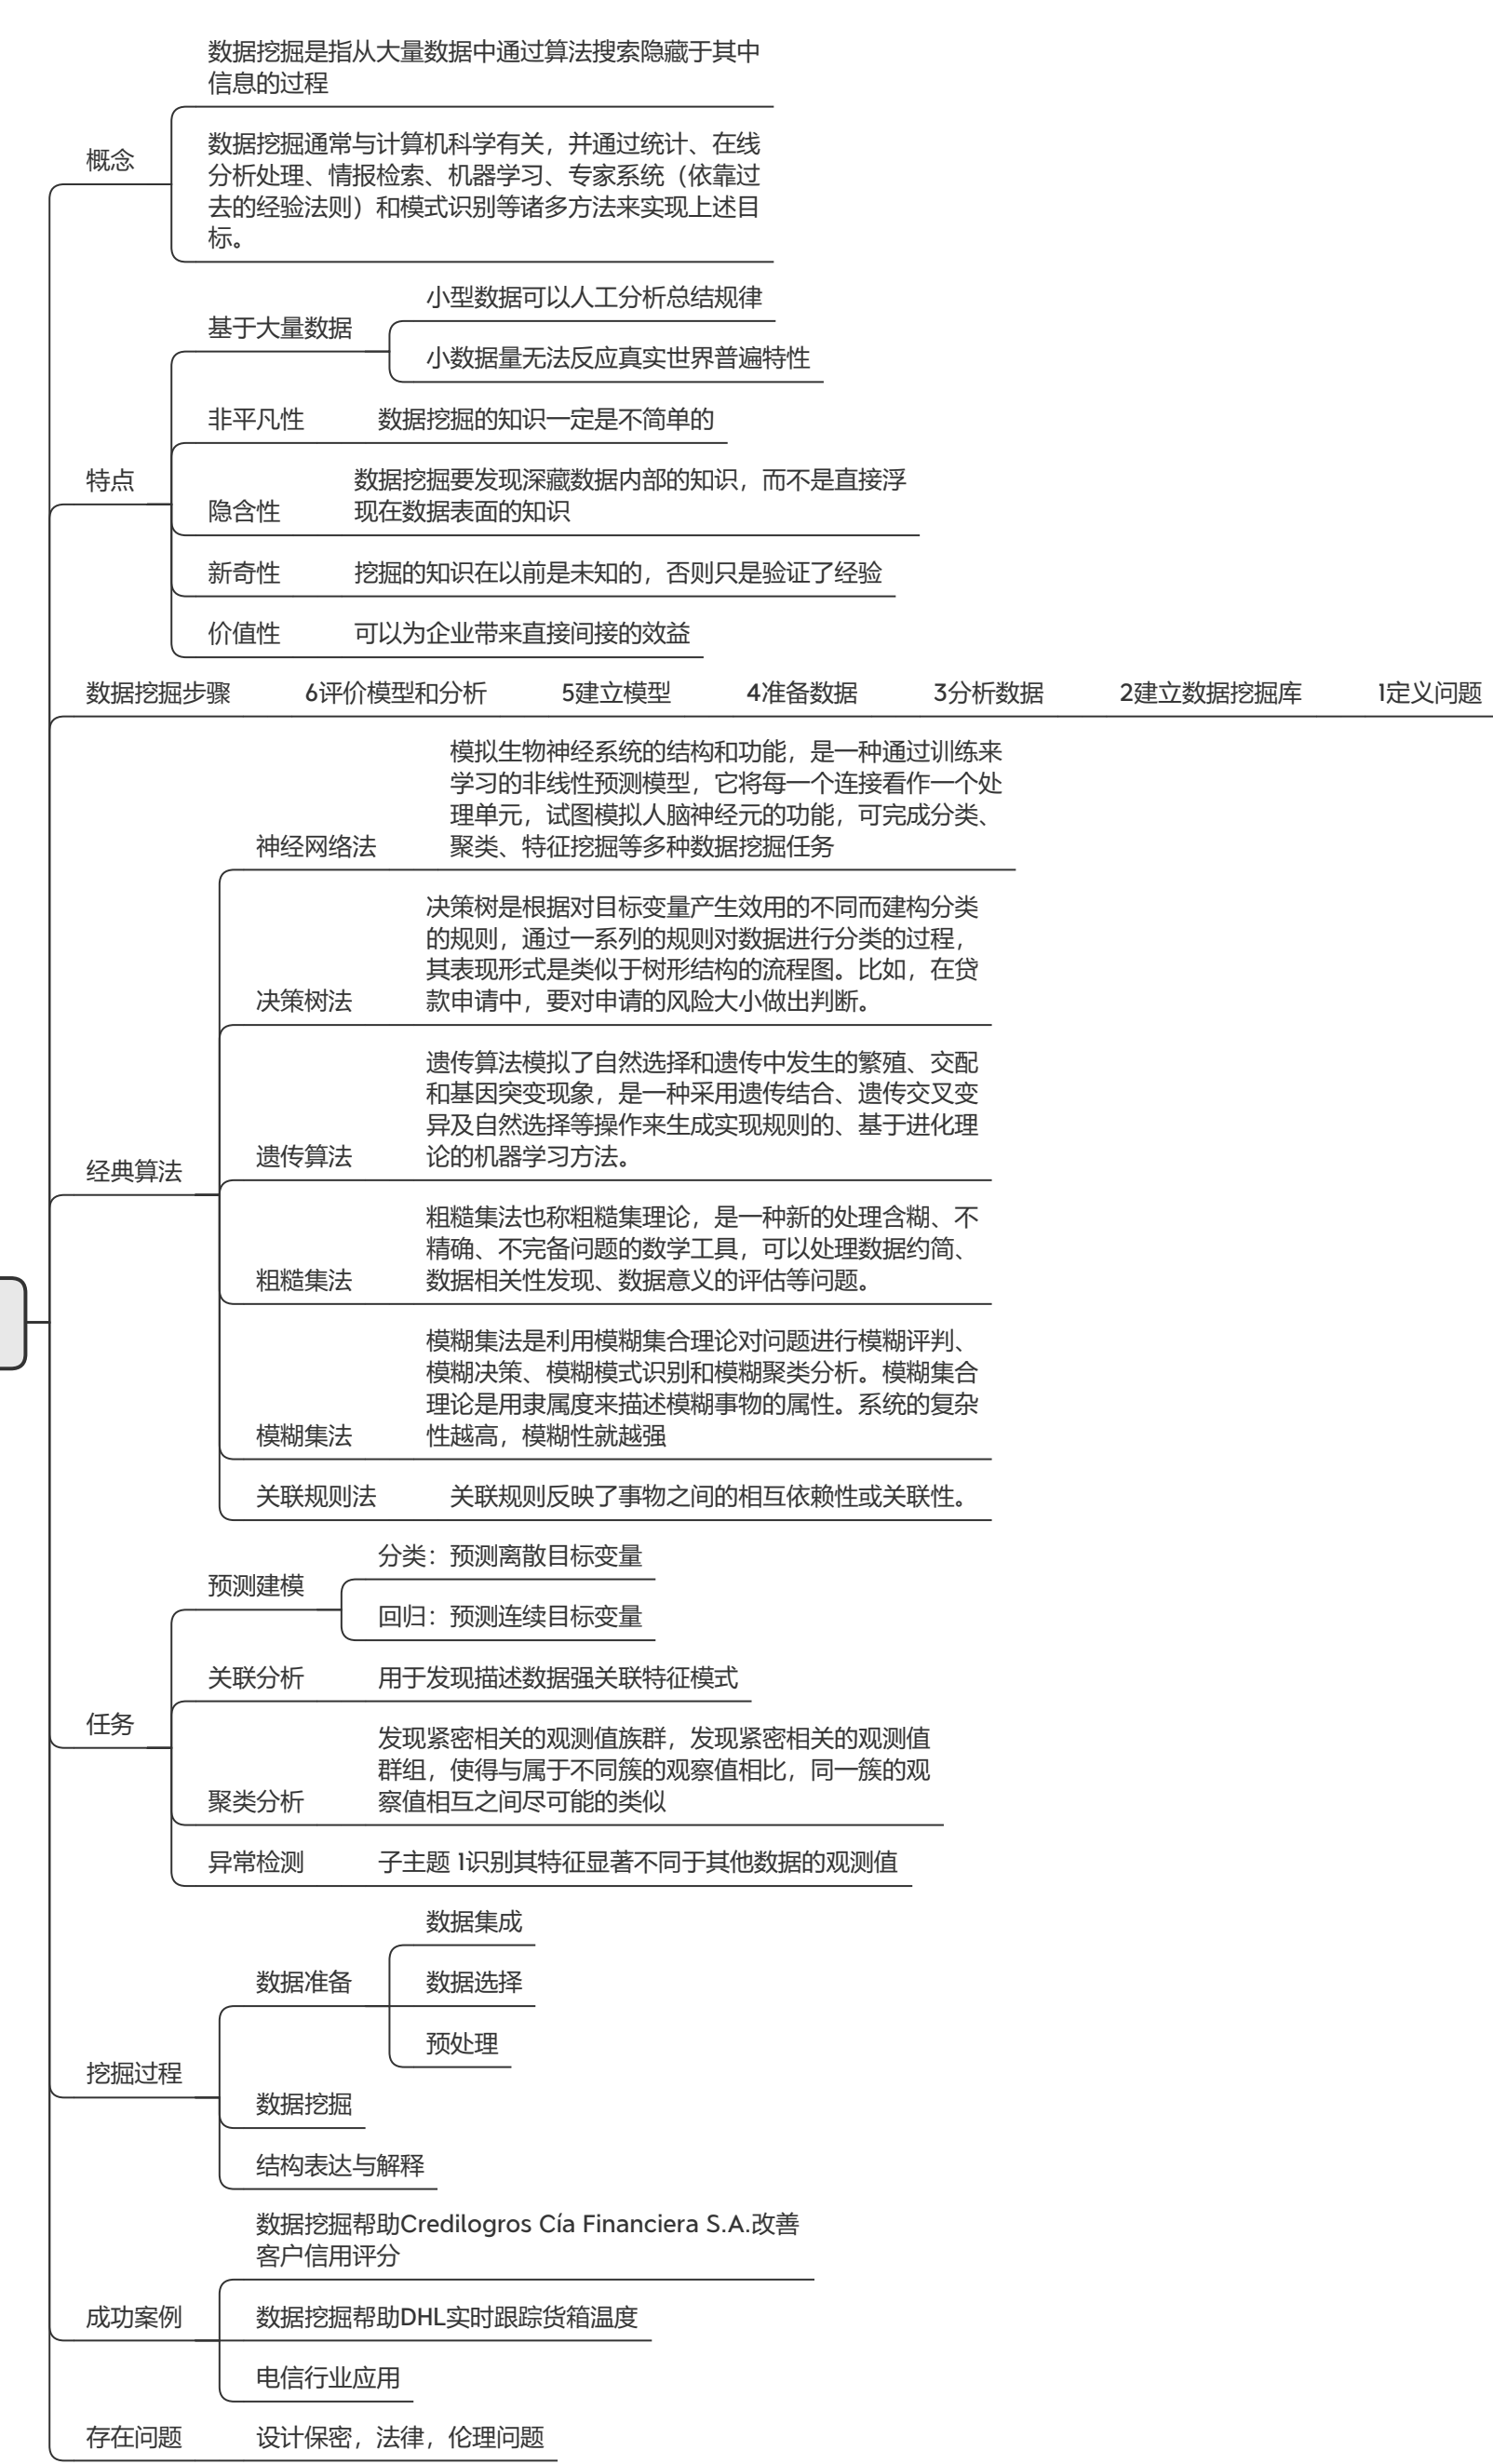 数据挖掘是指从大量数据中通过算法搜索隐藏于其中
信息的过程
概念
数据挖掘通常与计算机科学有关，并通过统计、在线
分析处理、情报检索、机器学习、专家系统（依靠过
去的经验法则）和模式识别等诸多方法来实现上述目
标。
特点
基于大量数据
小型数据可以人工分析总结规律
小数据量无法反应真实世界普遍特性
非平凡性
数据挖掘的知识一定是不简单的
隐含性
数据挖掘要发现深藏数据内部的知识，而不是直接浮
现在数据表面的知识
新奇性
挖掘的知识在以前是未知的，否则只是验证了经验
价值性
可以为企业带来直接间接的效益
数据挖掘步骤
6评价模型和分析
5建立模型
4准备数据
3分析数据
2建立数据挖掘库
1定义问题
经典算法
神经网络法
模拟生物神经系统的结构和功能，是一种通过训练来
学习的非线性预测模型，它将每一个连接看作一个处
理单元，试图模拟人脑神经元的功能，可完成分类、
聚类、特征挖掘等多种数据挖掘任务
决策树法
决策树是根据对目标变量产生效用的不同而建构分类
的规则，通过一系列的规则对数据进行分类的过程，
其表现形式是类似于树形结构的流程图。比如，在贷
款申请中，要对申请的风险大小做出判断。
遗传算法
遗传算法模拟了自然选择和遗传中发生的繁殖、交配
和基因突变现象，是一种采用遗传结合、遗传交叉变
异及自然选择等操作来生成实现规则的、基于进化理
论的机器学习方法。
粗糙集法
粗糙集法也称粗糙集理论，是一种新的处理含糊、不
精确、不完备问题的数学工具，可以处理数据约简、
数据相关性发现、数据意义的评估等问题。
模糊集法
模糊集法是利用模糊集合理论对问题进行模糊评判、
模糊决策、模糊模式识别和模糊聚类分析。模糊集合
理论是用隶属度来描述模糊事物的属性。系统的复杂
性越高，模糊性就越强
关联规则法
关联规则反映了事物之间的相互依赖性或关联性。
任务
预测建模
分类：预测离散目标变量
回归：预测连续目标变量
关联分析
用于发现描述数据强关联特征模式
聚类分析
发现紧密相关的观测值族群，发现紧密相关的观测值
群组，使得与属于不同簇的观察值相比，同一簇的观
察值相互之间尽可能的类似
异常检测
子主题 1识别其特征显著不同于其他数据的观测值
挖掘过程
数据准备
数据集成
数据选择
预处理
数据挖掘
结构表达与解释
成功案例
数据挖掘帮助Credilogros Cía Financiera S.A.改善
客户信用评分
数据挖掘帮助DHL实时跟踪货箱温度
电信行业应用
存在问题
设计保密，法律，伦理问题